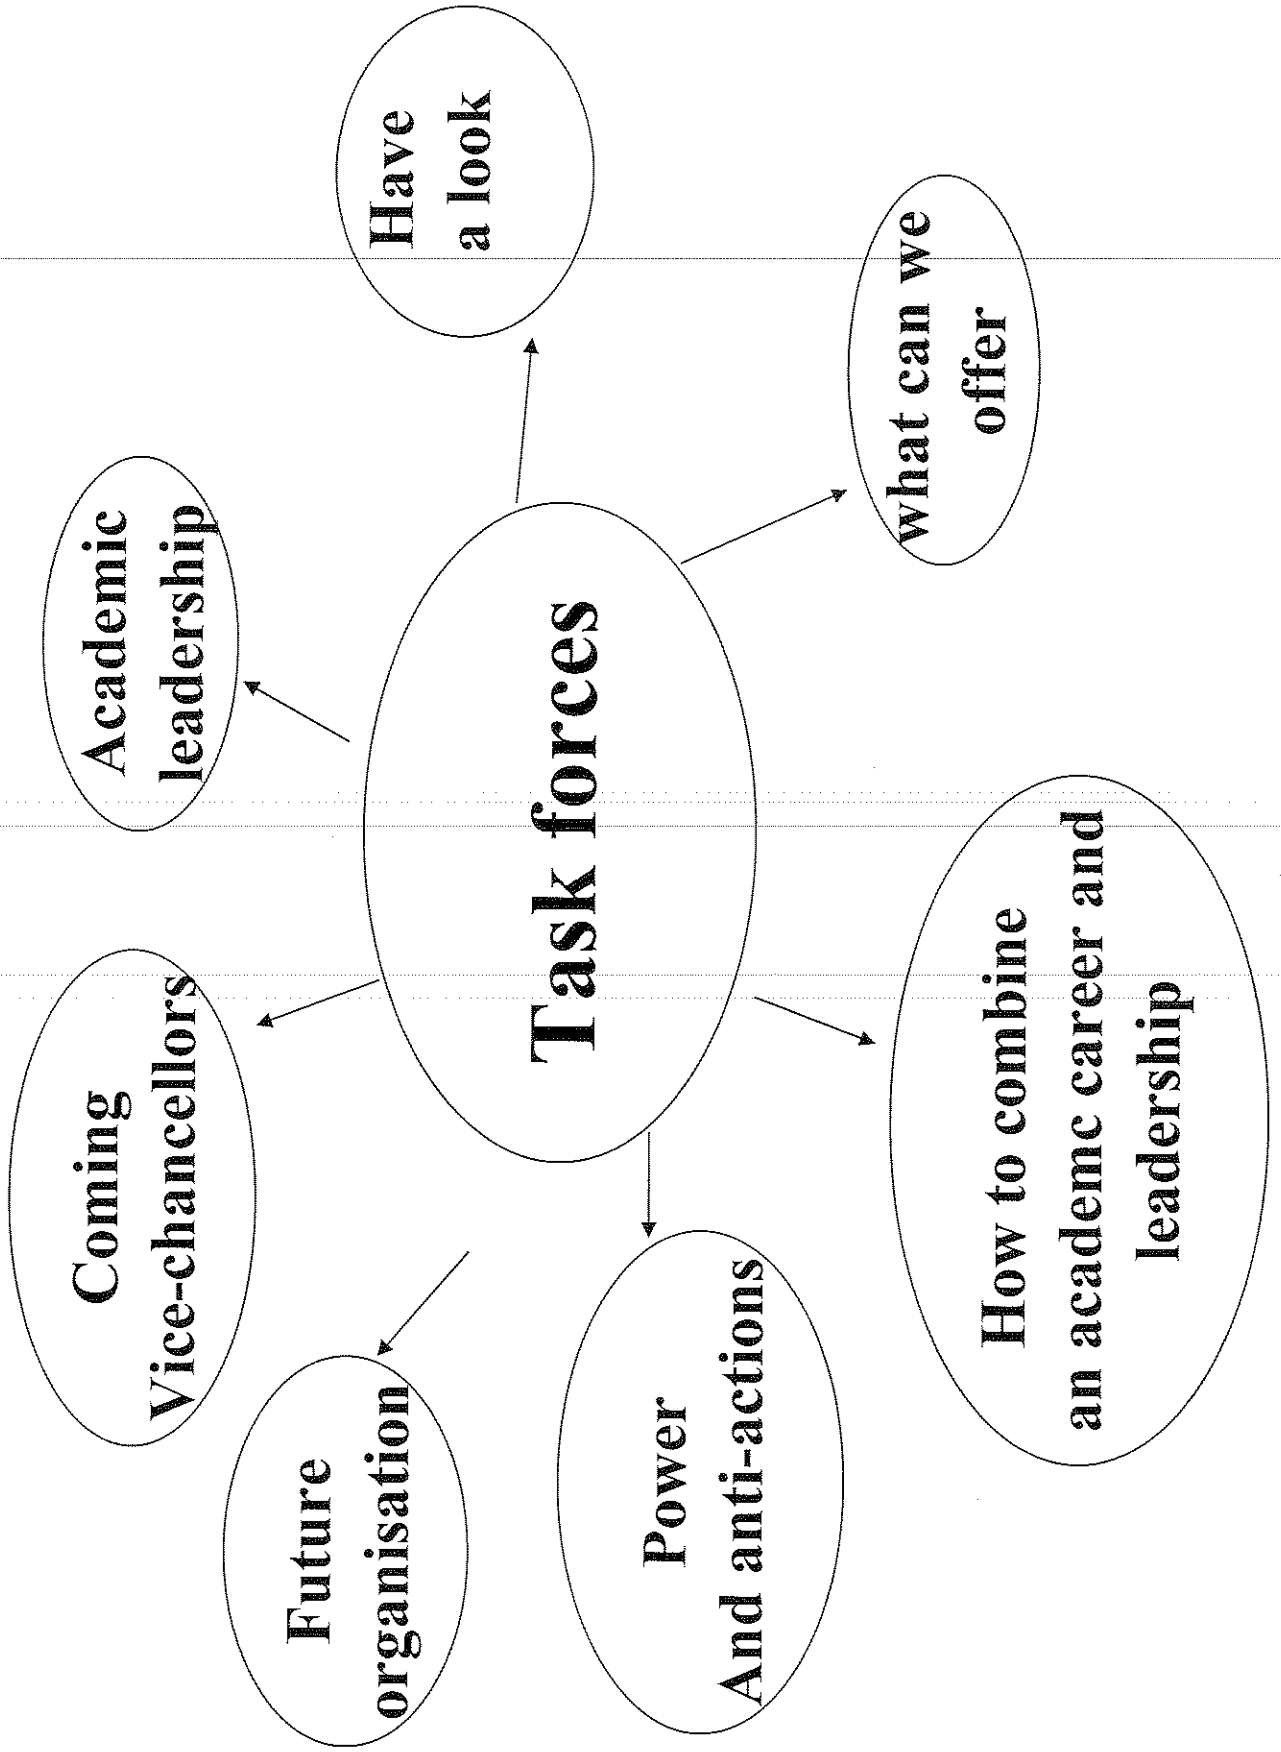 Coming
Vice-chancellors
Academic
leadership
Future
organisation
Have
a look
Task forces
Power
And anti-actions
what can we
offer
How to combine
an academc career and
leadership